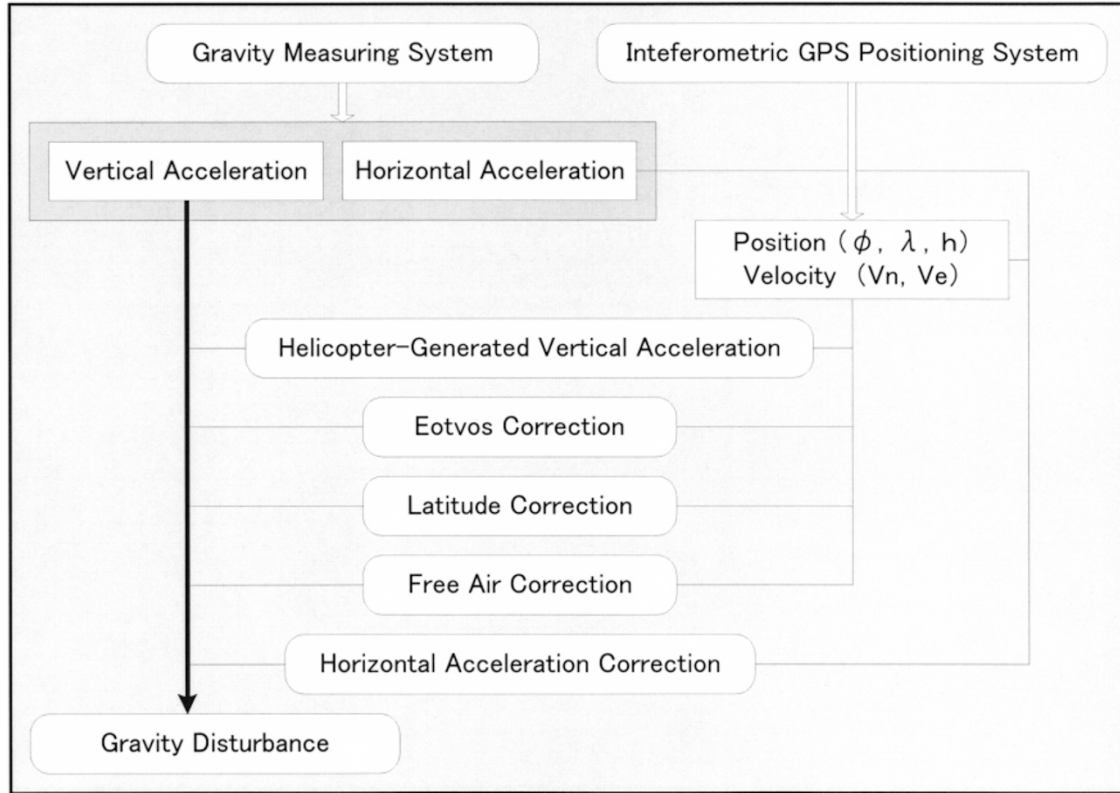 Gravity Measuring System
Inteferometric GPS Positioning System
Vertical Acceleration
Horizontal Acceleration
Position (φ, λ, h)
Velocity (Vn, Ve)
Helicopter-Generated Vertical Acceleration
Eotvos Correction
Latitude Correction
Free Air Correction
Horizontal Acceleration Correction
Gravity Disturbance